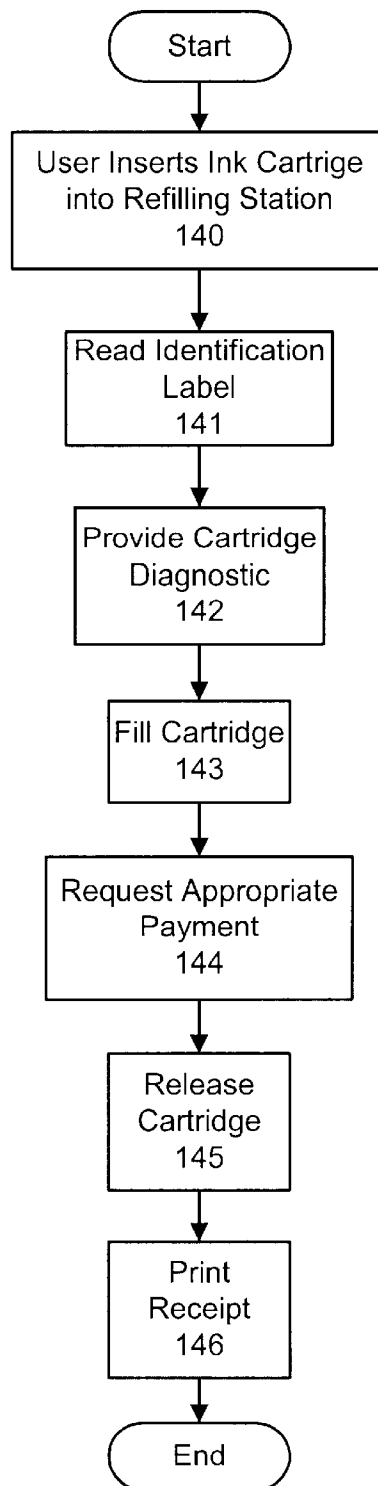 Start
User Inserts Ink Cartrige
into Refilling Station
140
Read Identification
Label
141
Provide Cartridge
Diagnostic
142
Fill Cartridge
143
Request Appropriate
Payment
144
Release
Cartridge
145
Print
Receipt
146
End